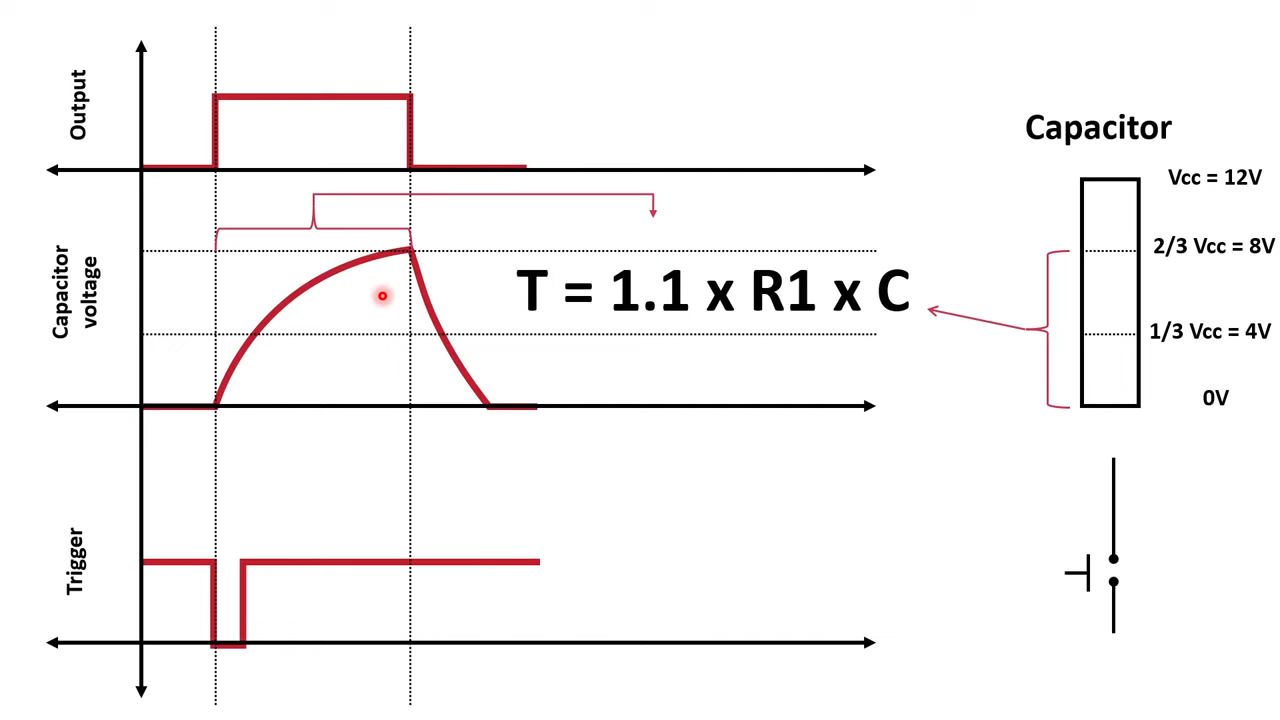 Output
Capacitor
voltage
T = 1.1 x R1 x C
Trigger
Capacitor
Vcc = 12V
2/3 Vcc = 8V
1/3 Vcc = 4V
0V